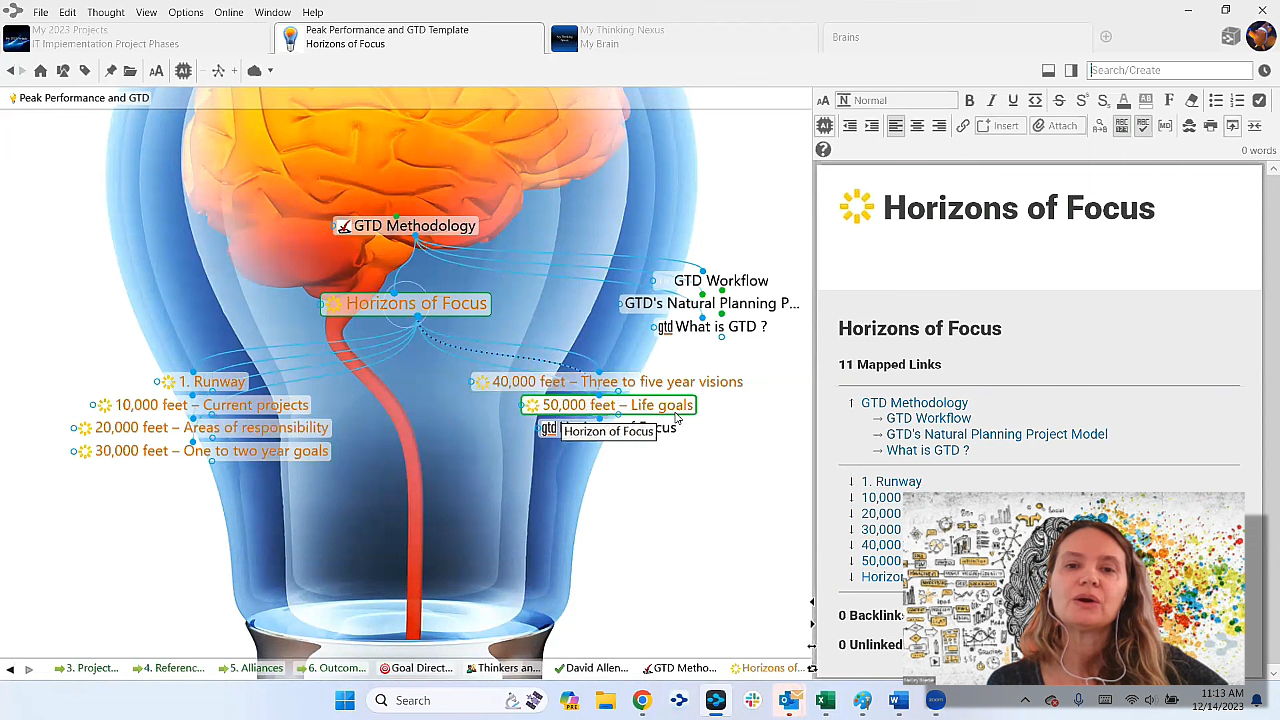 File Edit Thought View Options Online Window Help
My 2023 Projects
IT Impementation Project Phases
Peak Performance and GTD Template
Horizons of Focus
My Thinking Nexus
My Brain
Brains
Search/Create
Peak Performance and GTD
Normal
Insert
Attach
0 words
GTD Methodology
GTD Workflow
Horizons of Focus
GTD's Natural Planning P...
gtd What is GTD ?
1. Runway
10,000 feet – Current projects
20,000 feet – Areas of responsibility
30,000 feet – One to two year goals
40,000 feet – Three to five year visions
50,000 feet – Life goals
gtd
Horizon of Focus
Horizons of Focus
Horizons of Focus
11 Mapped Links
GTD Methodology
→ GTD Workflow
→ GTD's Natural Planning Project Model
→ What is GTD ?
1. Runway
10,000
20,000
30,000
40,000
50,000
Horizo
0 Backlink
0 Unlinked
3. Project...
4. Referenc...
5. Alliances
6. Outcom...
Goal Direct...
Thinkers an...
David Allen...
GTD Metho...
Horizons of...
Search
11:13 AM
12/14/2023